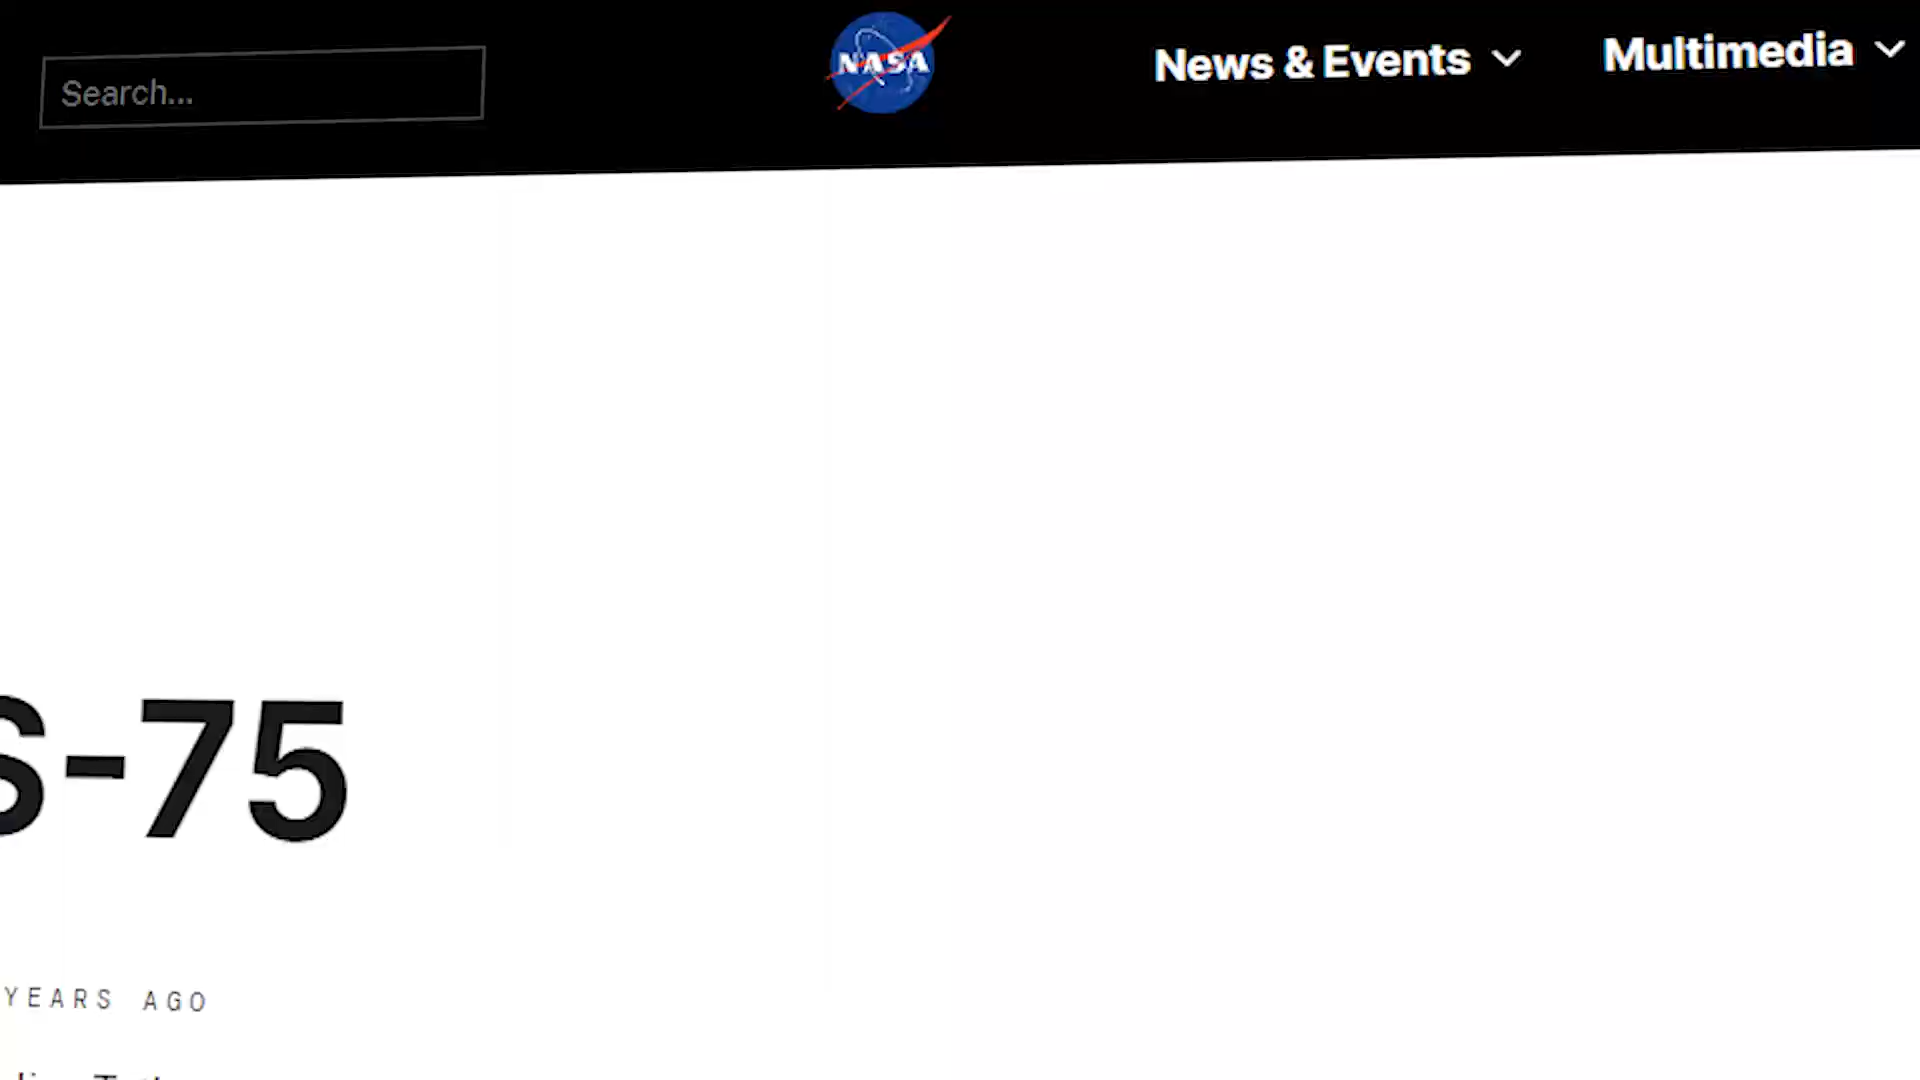 Search...
NASA
News & Events
Multimedia
S-75
YEARS AGO